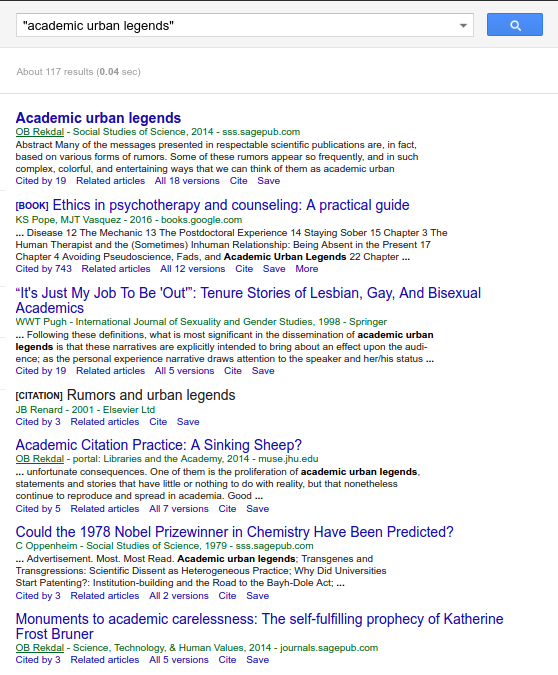 "academic urban legends"
About 117 results (0.04 sec)
Academic urban legends
OB Rekdal - Social Studies of Science, 2014 - sss.sagepub.com
Abstract Many of the messages presented in respectable scientific publications are, in fact,
based on various forms of rumors. Some of these rumors appear so frequently, and in such
complex, colorful, and entertaining ways that we can think of them as academic urban
Cited by 19 Related articles All 18 versions Cite Save
[BOOK] Ethics in psychotherapy and counseling: A practical guide
KS Pope, MJT Vasquez - 2016 - books.google.com
... Disease 12 The Mechanic 13 The Postdoctoral Experience 14 Staying Sober 15 Chapter 3 The
Human Therapist and the (Sometimes) Inhuman Relationship: Being Absent in the Present 17
Chapter 4 Avoiding Pseudoscience, Fads, and Academic Urban Legends 22 Chapter ...
Cited by 743 Related articles All 12 versions Cite Save More
“It's Just My Job To Be 'Out'”: Tenure Stories of Lesbian, Gay, And Bisexual
Academics
WWT Pugh - International Journal of Sexuality and Gender Studies, 1998 - Springer
... Following these definitions, what is most significant in the dissemination of academic urban
legends is that these narratives are explicitly intended to bring about an effect upon the audi-
ence; as the personal experience narrative draws attention to the speaker and her/his status ...
Cited by 19 Related articles All 5 versions Cite Save
[CITATION] Rumors and urban legends
JB Renard - 2001 - Elsevier Ltd
Cited by 3 Related articles Cite Save
Academic Citation Practice: A Sinking Sheep?
OB Rekdal - portal: Libraries and the Academy, 2014 - muse.jhu.edu
... unfortunate consequences. One of them is the proliferation of academic urban legends,
statements and stories that have little or nothing to do with reality, but that nonetheless
continue to reproduce and spread in academia. Good ...
Cited by 5 Related articles All 7 versions Cite Save
Could the 1978 Nobel Prizewinner in Chemistry Have Been Predicted?
C Oppenheim - Social Studies of Science, 1979 - sss.sagepub.com
... Advertisement. Most. Most Read. Academic urban legends; Transgenes and
Transgressions: Scientific Dissent as Heterogeneous Practice; Why Did Universities
Start Patenting?: Institution-building and the Road to the Bayh-Dole Act; ...
Cited by 3 Related articles All 2 versions Cite Save
Monuments to academic carelessness: The self-fulfilling prophecy of Katherine
Frost Bruner
OB Rekdal - Science, Technology, & Human Values, 2014 - journals.sagepub.com
Cited by 3 Related articles All 5 versions Cite Save